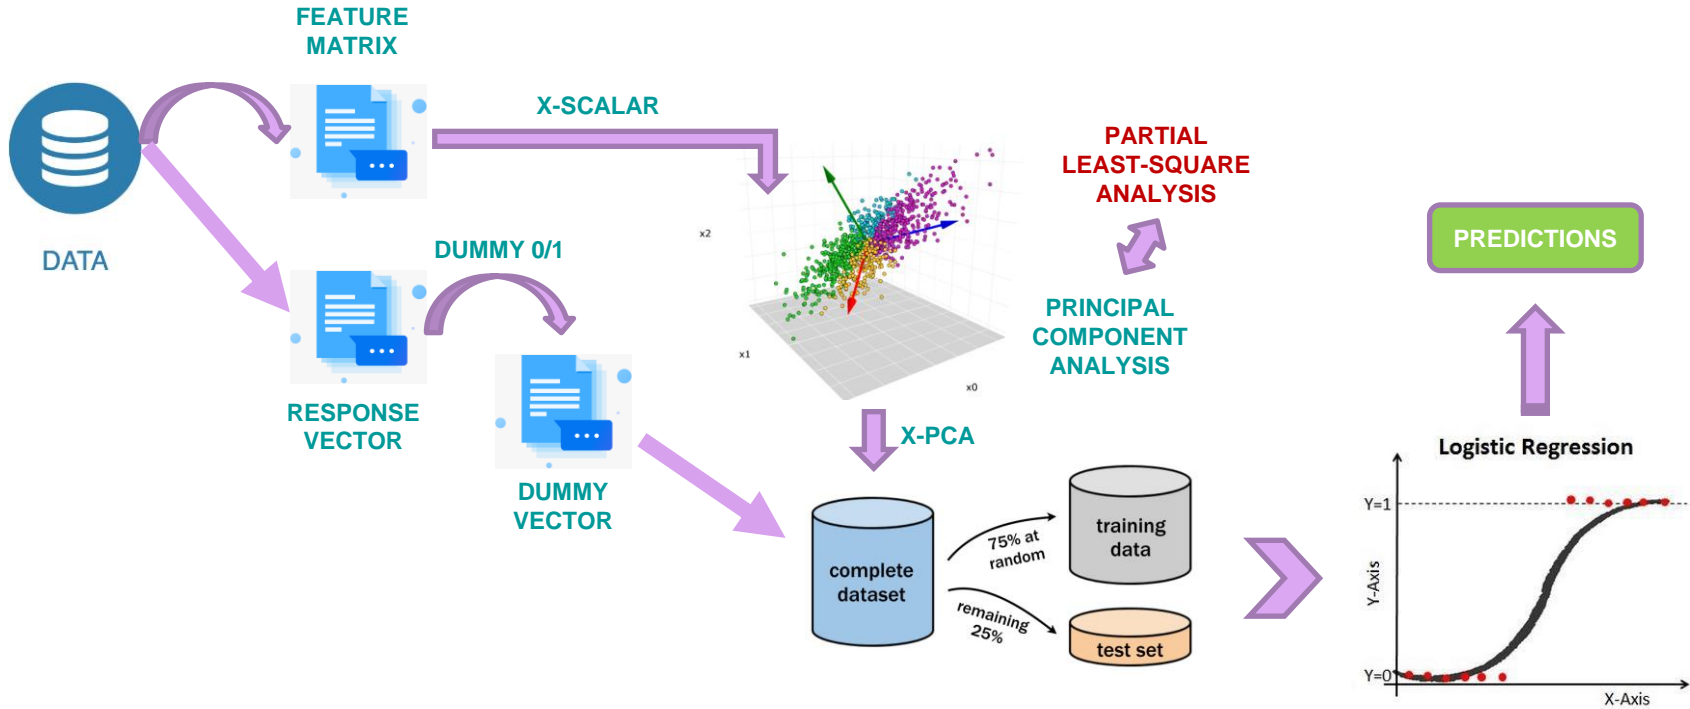 FEATURE
MATRIX
DATA
X-SCALAR
DUMMY 0/1
RESPONSE
VECTOR
DUMMY
VECTOR
x2
x1
x0
PARTIAL
LEAST-SQUARE
ANALYSIS
PRINCIPAL
COMPONENT
ANALYSIS
X-PCA
complete
dataset
75% at
random
remaining
25%
training
data
test set
PREDICTIONS
Logistic Regression
Y=1
Y-Axis
Y=0
X-Axis